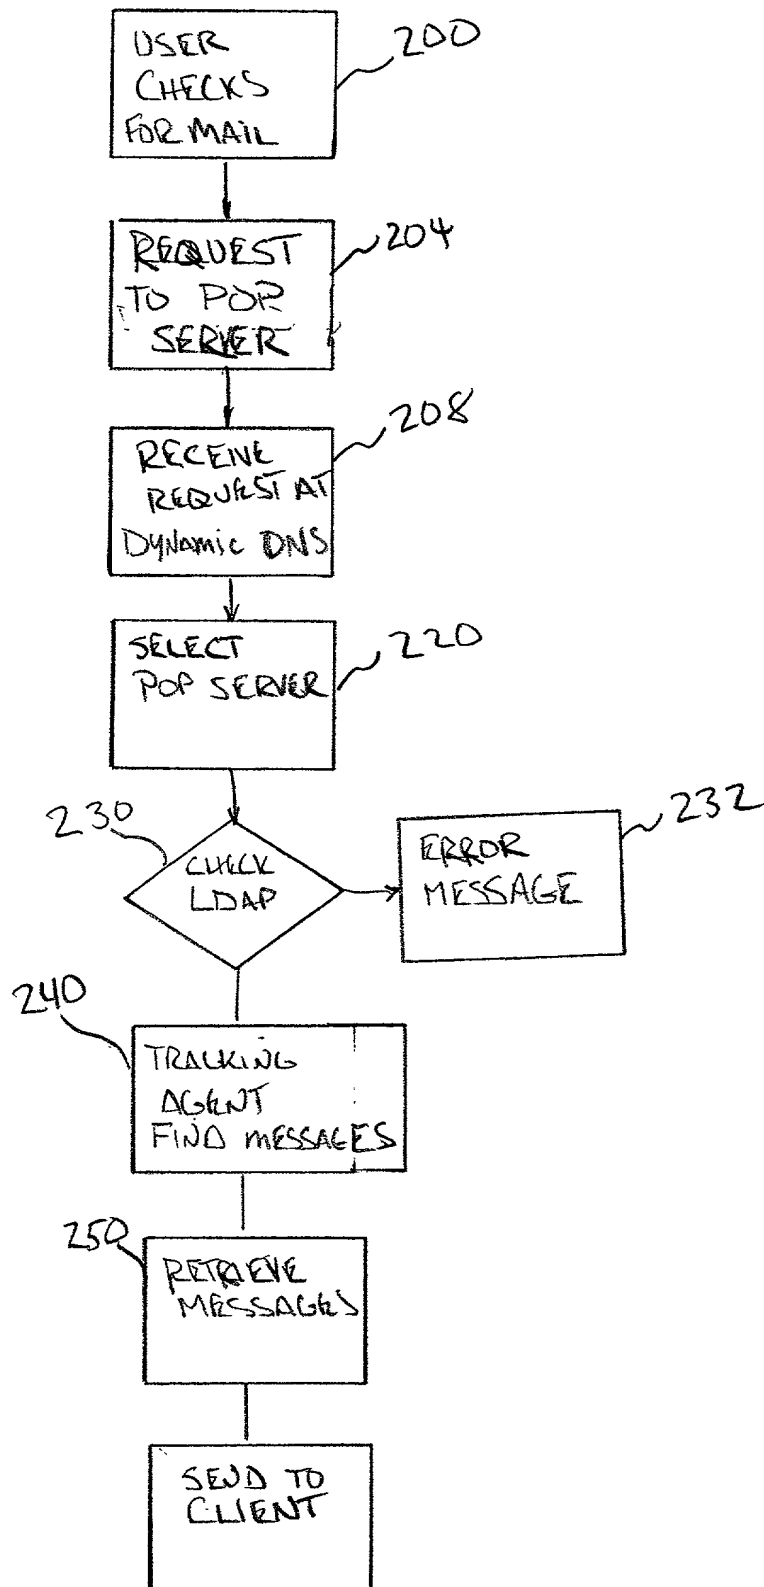 USER
CHECKS
FOR MAIL
200
REQUEST
TO POP
SERVER
204
RECEIVE
REQUEST AT
DYNAMIC DNS
208
SELECT
POP SERVER
220
230
CHECK
LDAP
ERROR
MESSAGE
232
240
TRACKING
AGENT
FIND MESSAGES
250
RETRIEVE
MESSAGES
SEND TO
CLIENT